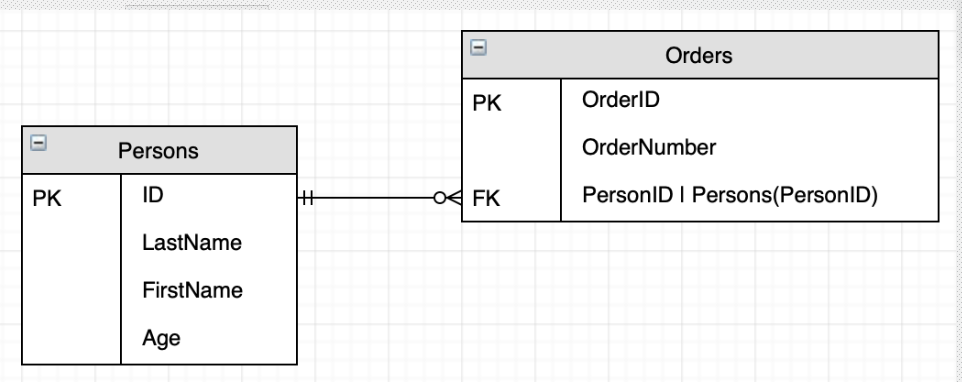 Orders
PK OrderID
OrderNumber
FK PersonID | Persons(PersonID)
Persons
PK ID
LastName
FirstName
Age